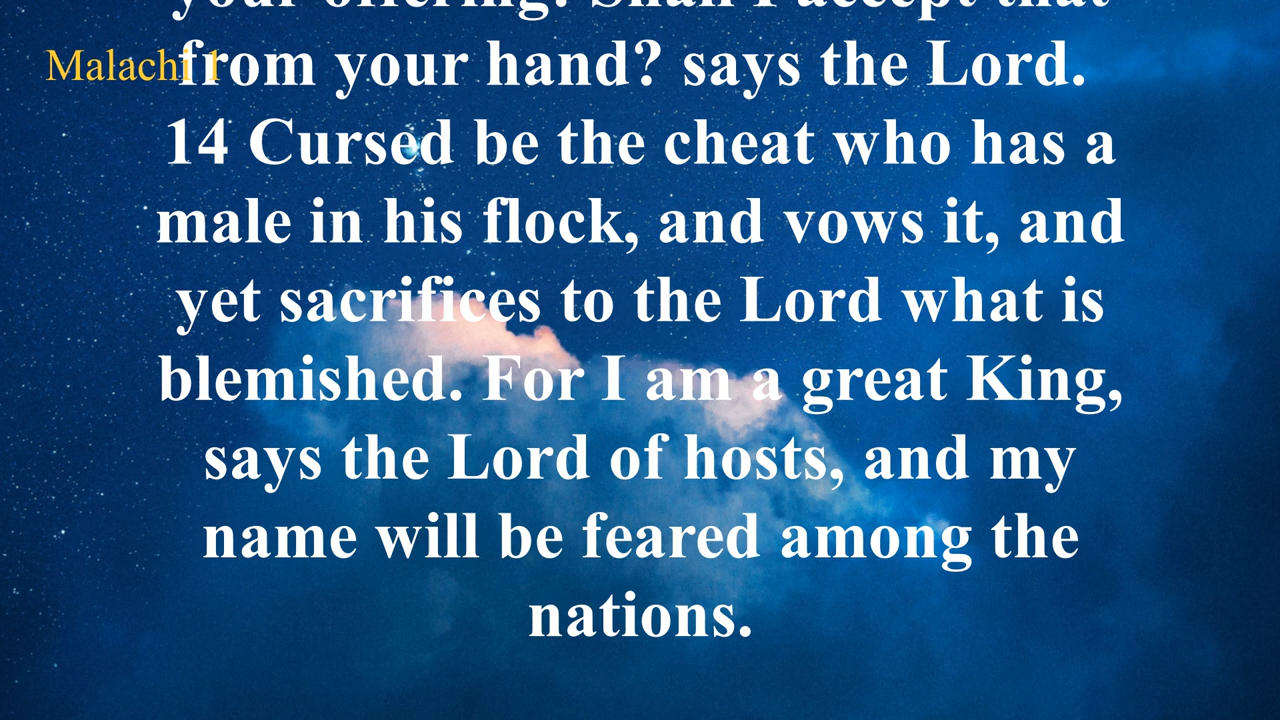 your offering! Shall I accept that
Malachi 1
from your hand? says the Lord.
14 Cursed be the cheat who has a
male in his flock, and vows it, and
yet sacrifices to the Lord what is
blemished. For I am a great King,
says the Lord of hosts, and my
name will be feared among the
nations.